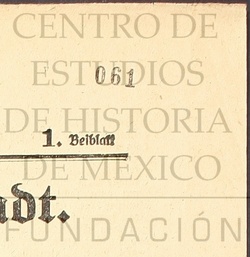 CENTRO DE
ESTUDIOS
061
DE HISTORIA
1. Beiblatt
DE MÉXICO
adt.
FUNDACIÓN